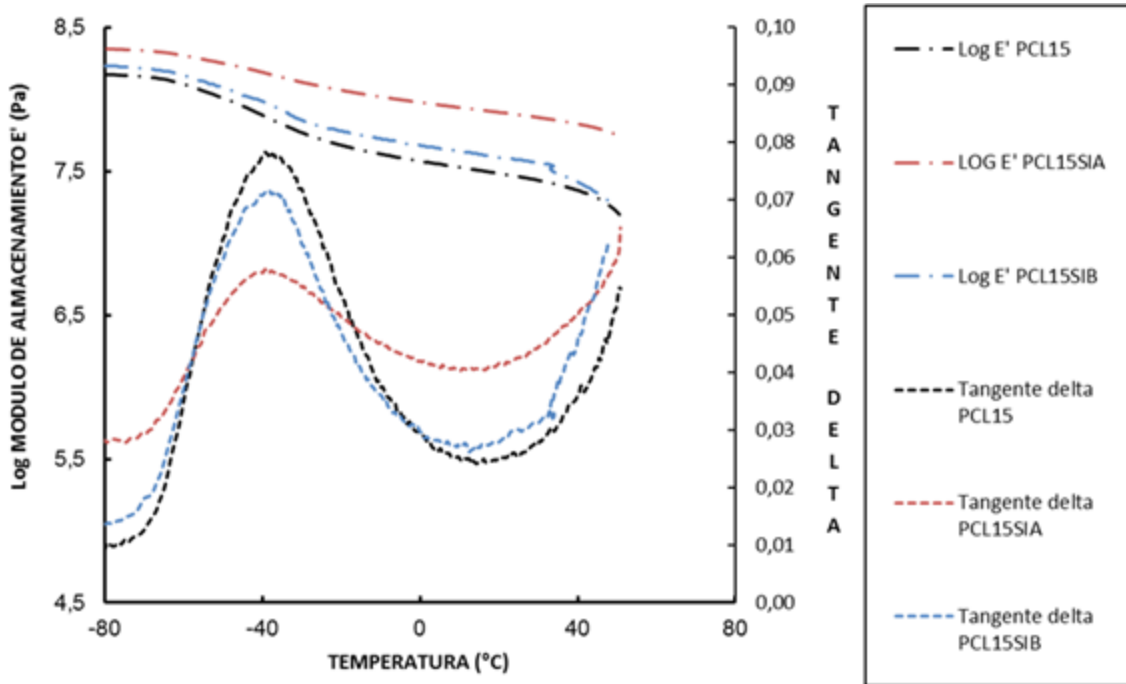 8,5
7,5
6,5
5,5
4,5
Log MODULO DE ALMACENAMIENTO E' (Pa)
-80
-40
0
40
80
TEMPERATURA (ºC)
0,10
0,09
0,08
0,07
0,06
0,05
0,04
0,03
0,02
0,01
0,00
TANGENTE DELTA
Log E' PCL15
LOG E' PCL15SIA
Log E' PCL15SIB
Tangente delta
PCL15
Tangente delta
PCL15SIA
Tangente delta
PCL15SIB